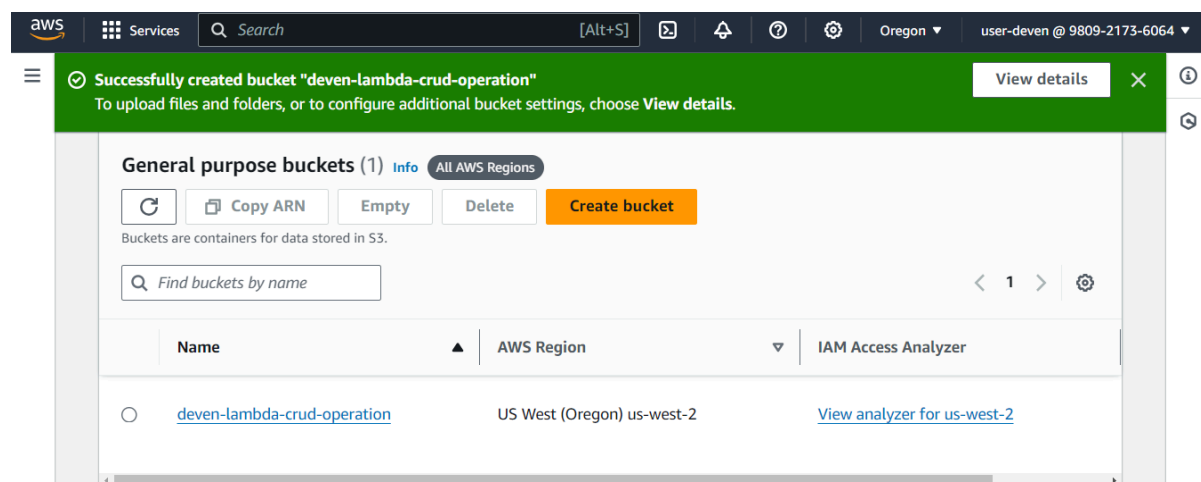 aws
Services
Search [Alt+S]
Oregon ▼
user-deven @ 9809-2173-6064 ▼
Successfully created bucket "deven-lambda-crud-operation"
To upload files and folders, or to configure additional bucket settings, choose View details.
View details
General purpose buckets (1) Info All AWS Regions
Copy ARN
Empty
Delete
Create bucket
Buckets are containers for data stored in S3.
Find buckets by name
1
Name
AWS Region
IAM Access Analyzer
deven-lambda-crud-operation
US West (Oregon) us-west-2
View analyzer for us-west-2